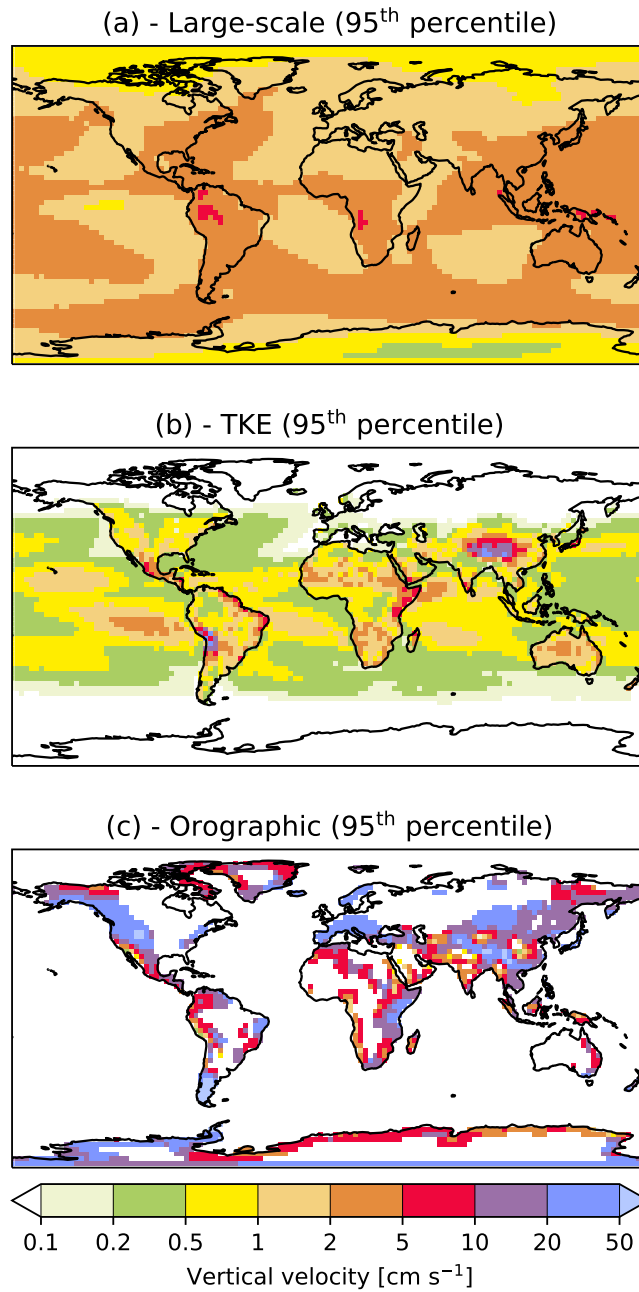 (a) - Large-scale (95th percentile)
(b) - TKE (95th percentile)
(c) - Orographic (95th percentile)
0.1 0.2 0.5 1 2 5 10 20 50
Vertical velocity [cm s⁻¹]